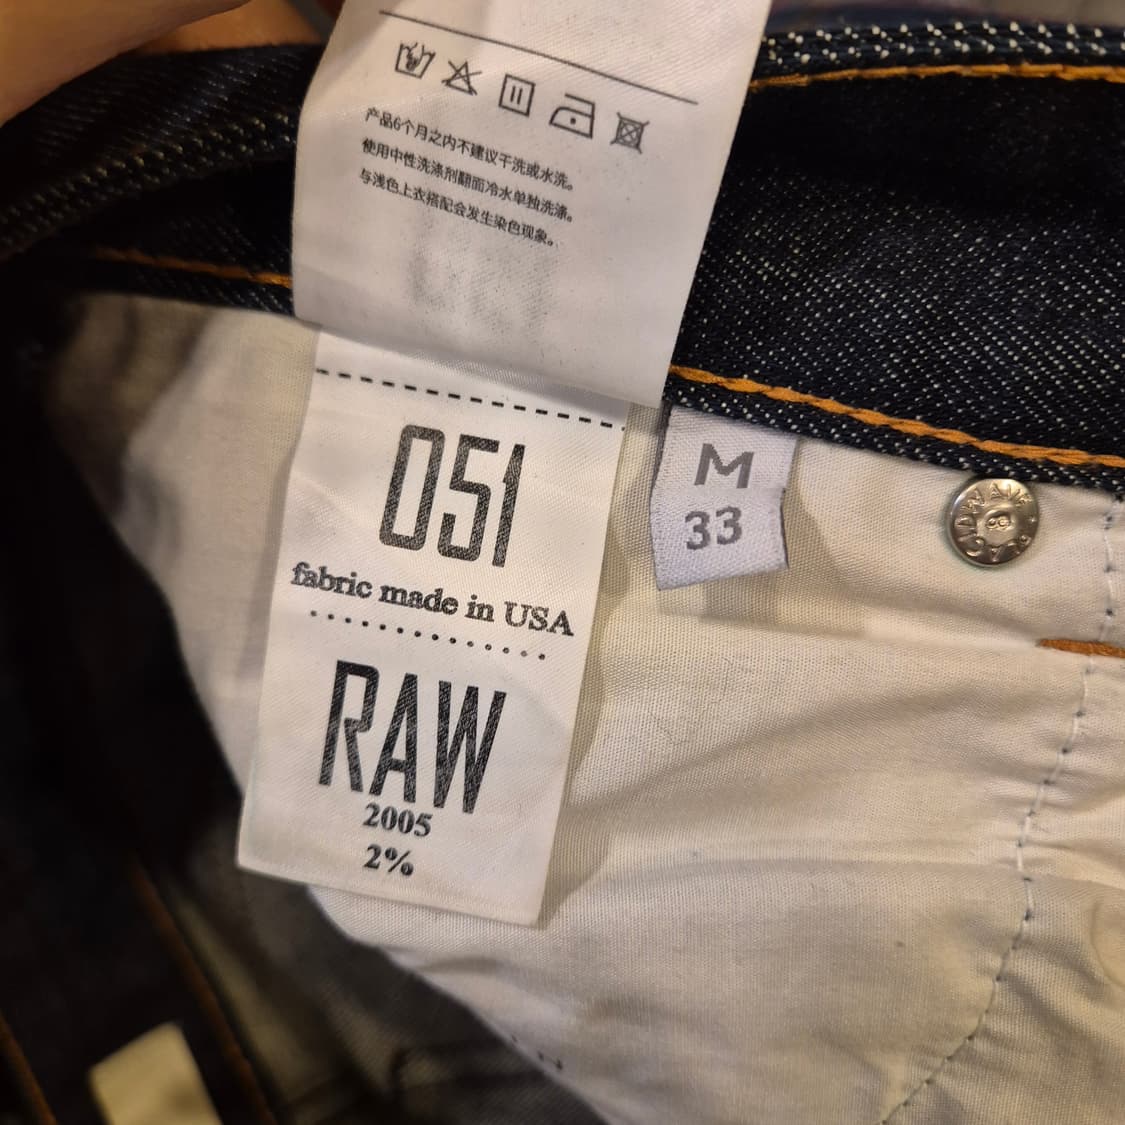 产品6个月之内不建议干洗或水洗。
使用中性洗涤剂翻面冷水单独洗涤。
与浅色上衣搭配会发生染色现象。
051
fabric made in USA
RAW
2005
2%
M
33